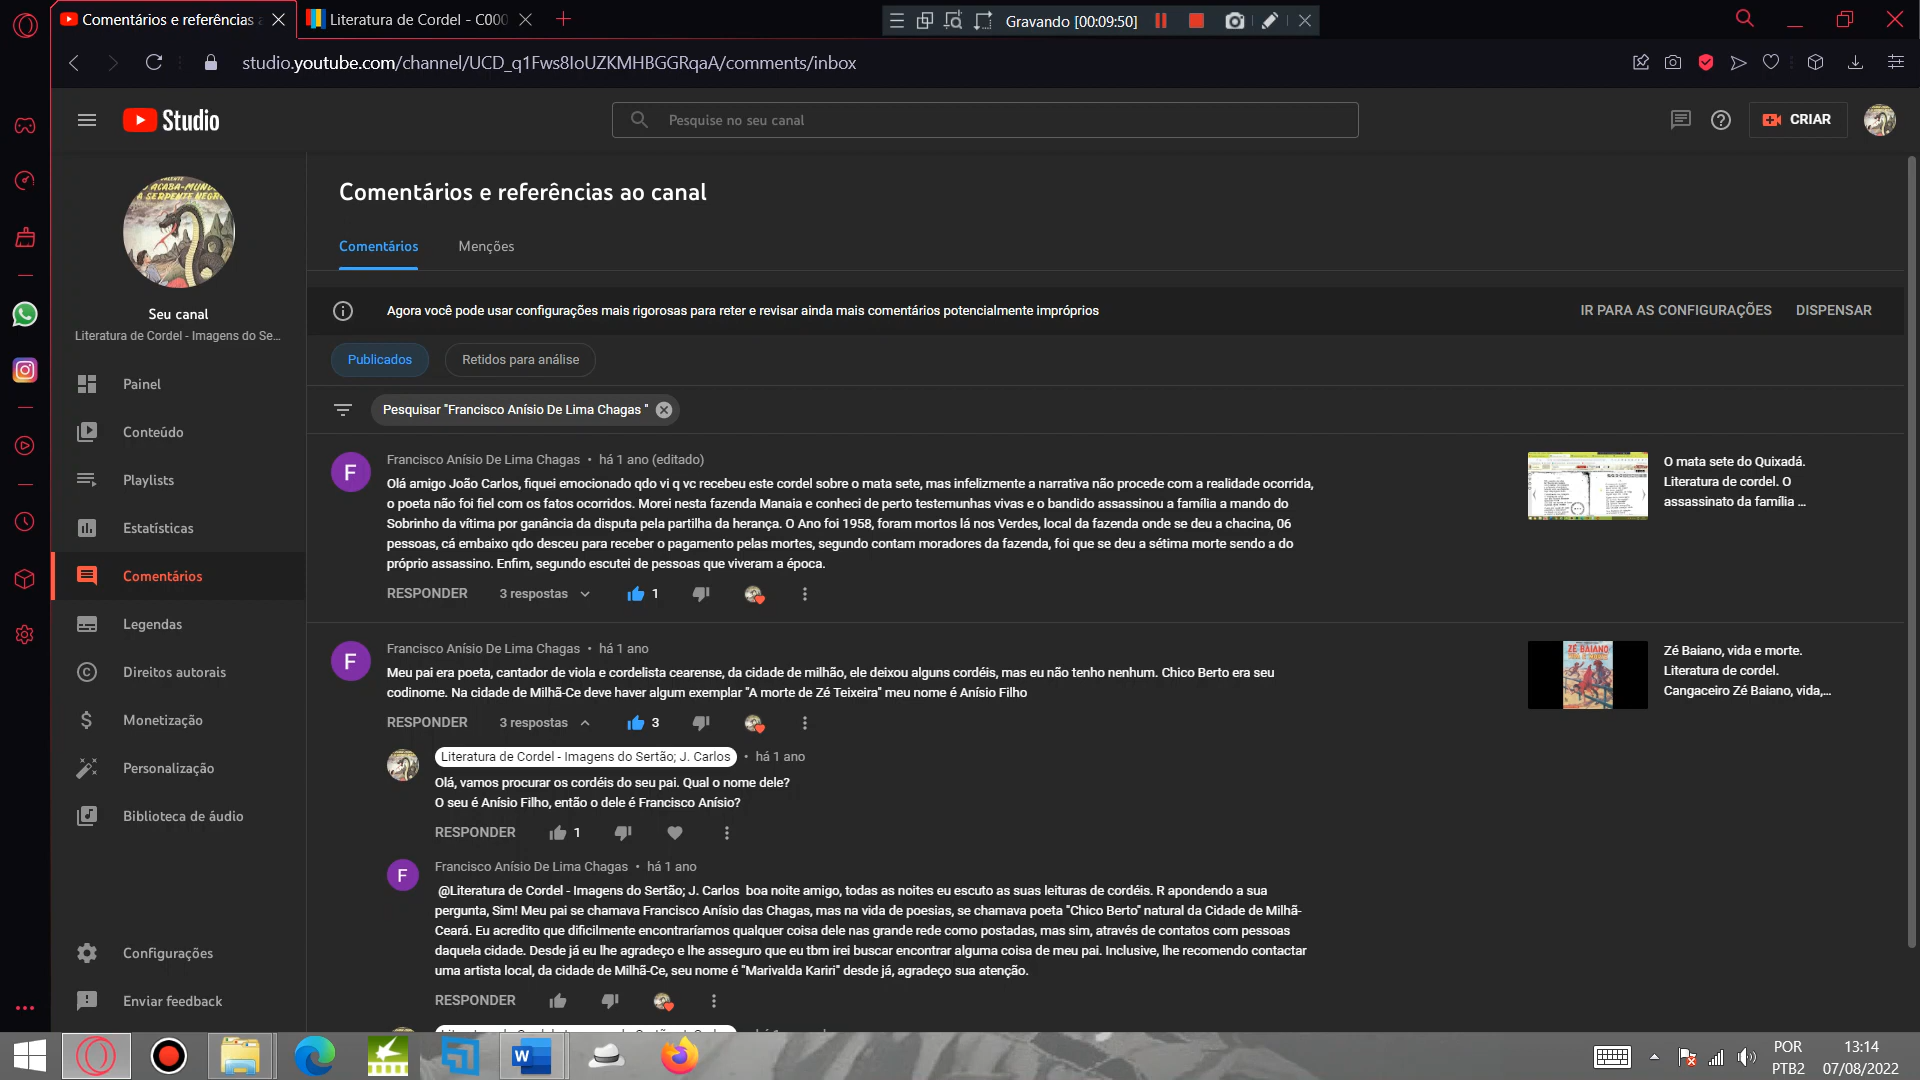 Comentários e referências a
Literatura de Cordel - C000
Gravando [00:09:50]
studio.youtube.com/channel/UCD_q1Fws8IoUZKMHBGGRqaA/comments/inbox
Studio
Pesquise no seu canal
CRIAR
O ACABA-MUNDO
A SERPENTE NEGRA
Seu canal
Literatura de Cordel - Imagens do Se...
Painel
Conteúdo
Playlists
Estatísticas
Comentários
Legendas
Direitos autorais
Monetização
Personalização
Biblioteca de áudio
Configurações
Enviar feedback
Comentários e referências ao canal
Comentários
Menções
Agora você pode usar configurações mais rigorosas para reter e revisar ainda mais comentários potencialmente impróprios
IR PARA AS CONFIGURAÇÕES
DISPENSAR
Publicados
Retidos para análise
Pesquisar "Francisco Anísio De Lima Chagas "
F
Francisco Anísio De Lima Chagas • há 1 ano (editado)
Olá amigo João Carlos, fiquei emocionado qdo vi q vc recebeu este cordel sobre o mata sete, mas infelizmente a narrativa não procede com a realidade ocorrida,
o poeta não foi fiel com os fatos ocorridos. Morei nesta fazenda Manaia e conheci de perto testemunhas vivas e o bandido assassinou a família a mando do
Sobrinho da vítima por ganância da disputa pela partilha da herança. O Ano foi 1958, foram mortos lá nos Verdes, local da fazenda onde se deu a chacina, 06
pessoas, cá embaixo qdo desceu para receber o pagamento pelas mortes, segundo contam moradores da fazenda, foi que se deu a sétima morte sendo a do
próprio assassino. Enfim, segundo escutei de pessoas que viveram a época.
RESPONDER 3 respostas 1
O mata sete do Quixadá.
Literatura de cordel. O
assassinato da família ...
F
Francisco Anísio De Lima Chagas • há 1 ano
Meu pai era poeta, cantador de viola e cordelista cearense, da cidade de milhão, ele deixou alguns cordéis, mas eu não tenho nenhum. Chico Berto era seu
codinome. Na cidade de Milhã-Ce deve haver algum exemplar "A morte de Zé Teixeira" meu nome é Anísio Filho
RESPONDER 3 respostas 3
ZÉ BAIANO
Zé Baiano, vida e morte.
Literatura de cordel.
Cangaceiro Zé Baiano, vida,...
Literatura de Cordel - Imagens do Sertão; J. Carlos • há 1 ano
Olá, vamos procurar os cordéis do seu pai. Qual o nome dele?
O seu é Anísio Filho, então o dele é Francisco Anísio?
RESPONDER 1
F
Francisco Anísio De Lima Chagas • há 1 ano
@Literatura de Cordel - Imagens do Sertão; J. Carlos boa noite amigo, todas as noites eu escuto as suas leituras de cordéis. R apondendo a sua
pergunta, Sim! Meu pai se chamava Francisco Anísio das Chagas, mas na vida de poesias, se chamava poeta "Chico Berto" natural da Cidade de Milhã-
Ceará. Eu acredito que dificilmente encontraríamos qualquer coisa dele nas grande rede como postadas, mas sim, através de contatos com pessoas
daquela cidade. Desde já eu lhe agradeço e lhe asseguro que eu tbm irei buscar encontrar alguma coisa de meu pai. Inclusive, lhe recomendo contactar
uma artista local, da cidade de Milhã-Ce, seu nome é "Marivalda Kariri" desde já, agradeço sua atenção.
RESPONDER
POR
PTB2
13:14
07/08/2022